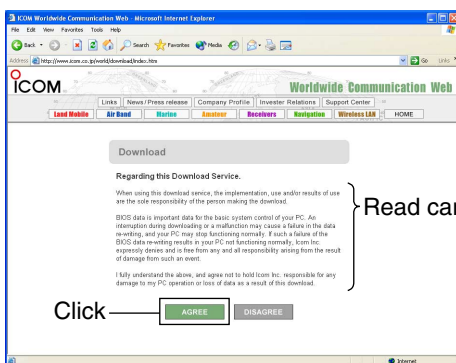 ICOM Worldwide Communication Web - Microsoft Internet Explorer
File Edit View Favorites Tools Help
Back Search Favorites Media
Address http://www.icom.co.jp/world/download/index.htm Go Links
ICOM Worldwide Communication Web
Links News/Press release Company Profile Invester Relations Support Center
Land Mobile Air Band Marine Amateur Receivers Navigation Wireless LAN HOME
Download
Regarding this Download Service.
When using this download service, the implementation, use and/or results of use
are the sole responsibility of the person making the download.
BIOS data is important data for the basic system control of your PC. An
interruption during downloading or a malfunction may cause a failure in the data
re-writing, and your PC may stop functioning normally. If such a failure of the
BIOS data re-writing results in your PC not functioning normally, Icom Inc.
expressly denies and is free from any and all responsibility arising from the result
of damage from such an event.
I fully understand the above, and agree not to hold Icom Inc. responsible for any
damage to my PC operation or loss of data as a result of this download.
Read car
Click
AGREE DISAGREE
Internet